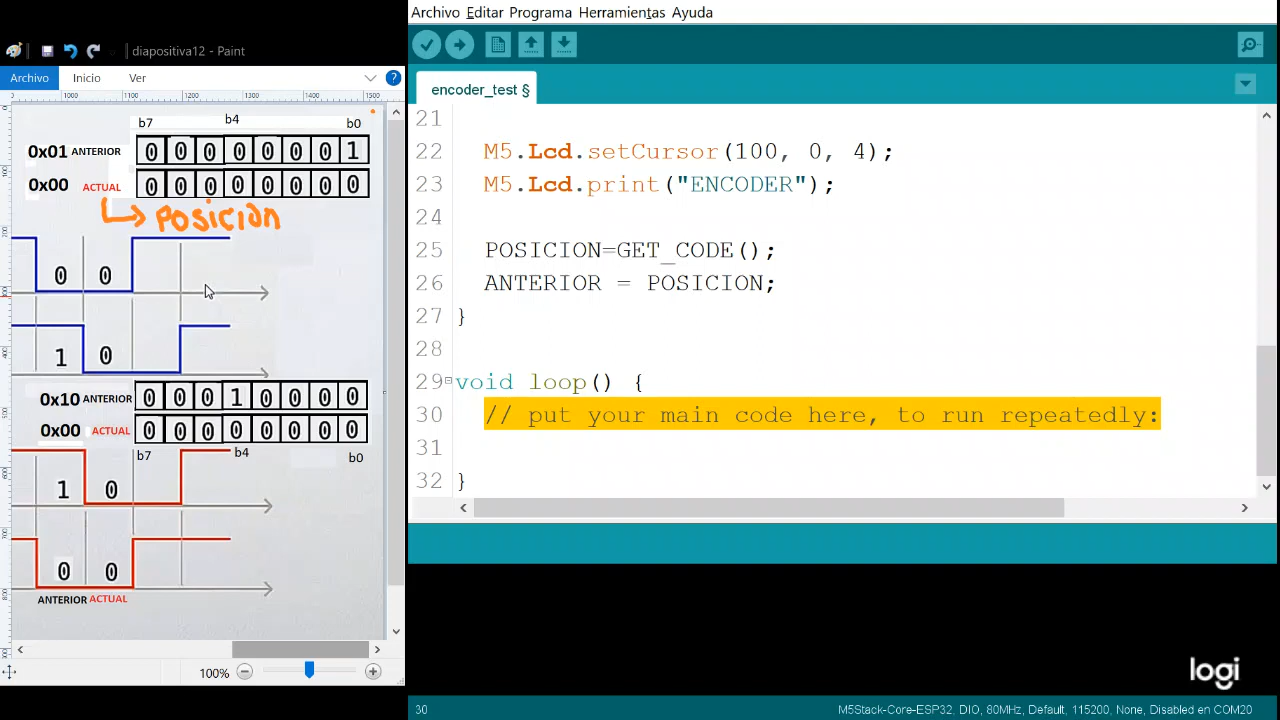 diapositiva12 - Paint
Archivo Inicio Ver
1000 1100 1200 1300 1400 1500
b7 b4 b0
0x01 ANTERIOR 0 0 0 0 0 0 0 1
0x00 ACTUAL 0 0 0 0 0 0 0 0
POSICION
0 0
1 0
0x10 ANTERIOR 0 0 0 1 0 0 0 0
0x00 ACTUAL 0 0 0 0 0 0 0 0
b7 b4 b0
1 0
0 0
ANTERIOR ACTUAL
100%
Archivo Editar Programa Herramientas Ayuda
encoder_test §
21
22 M5.Lcd.setCursor(100, 0, 4);
23 M5.Lcd.print("ENCODER");
24
25 POSICION=GET_CODE();
26 ANTERIOR = POSICION;
27 }
28
29 void loop() {
30 // put your main code here, to run repeatedly:
31
32 }
logi
30 M5Stack-Core-ESP32, DIO, 80MHz, Default, 115200, None, Disabled en COM20